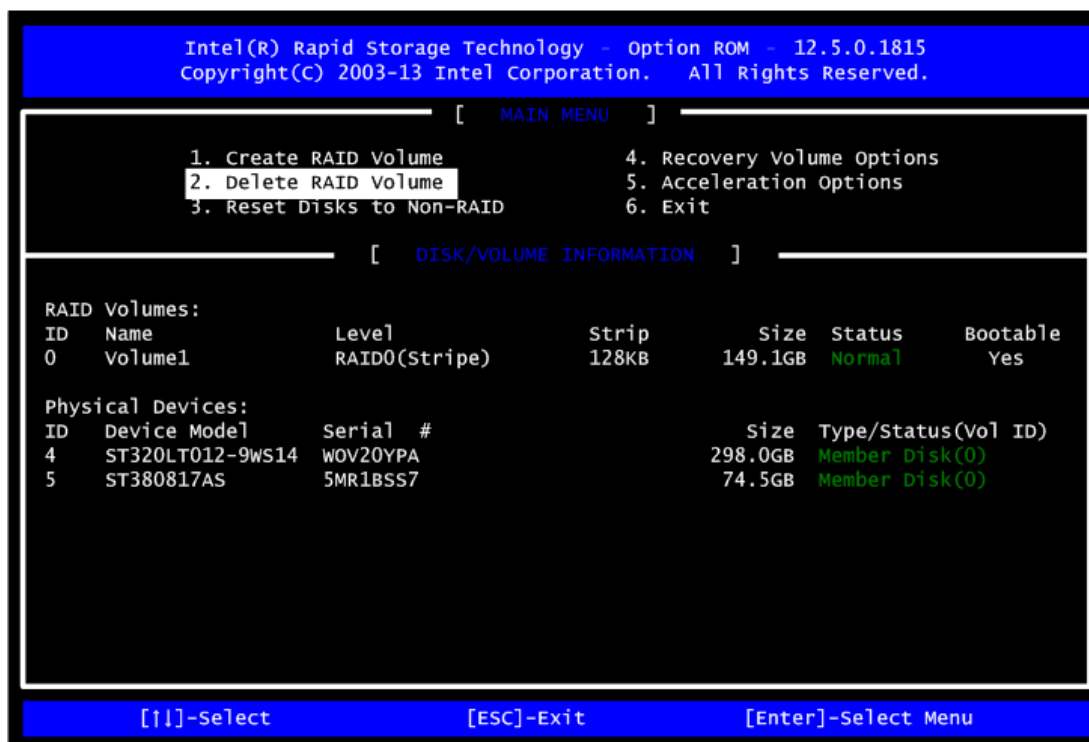 Intel(R) Rapid Storage Technology - Option ROM - 12.5.0.1815
Copyright(C) 2003-13 Intel Corporation. All Rights Reserved.
[ MAIN MENU ]
1. Create RAID Volume 4. Recovery Volume Options
2. Delete RAID Volume 5. Acceleration Options
3. Reset Disks to Non-RAID 6. Exit
[ DISK/VOLUME INFORMATION ]
RAID Volumes:
ID Name Level Strip Size Status Bootable
0 Volume1 RAID0(Stripe) 128KB 149.1GB Normal Yes
Physical Devices:
ID Device Model Serial # Size Type/Status(Vol ID)
4 ST320LT012-9WS14 W0V20YPA 298.0GB Member Disk(0)
5 ST380817AS 5MR1BSS7 74.5GB Member Disk(0)
[↑↓]-Select [ESC]-Exit [Enter]-Select Menu